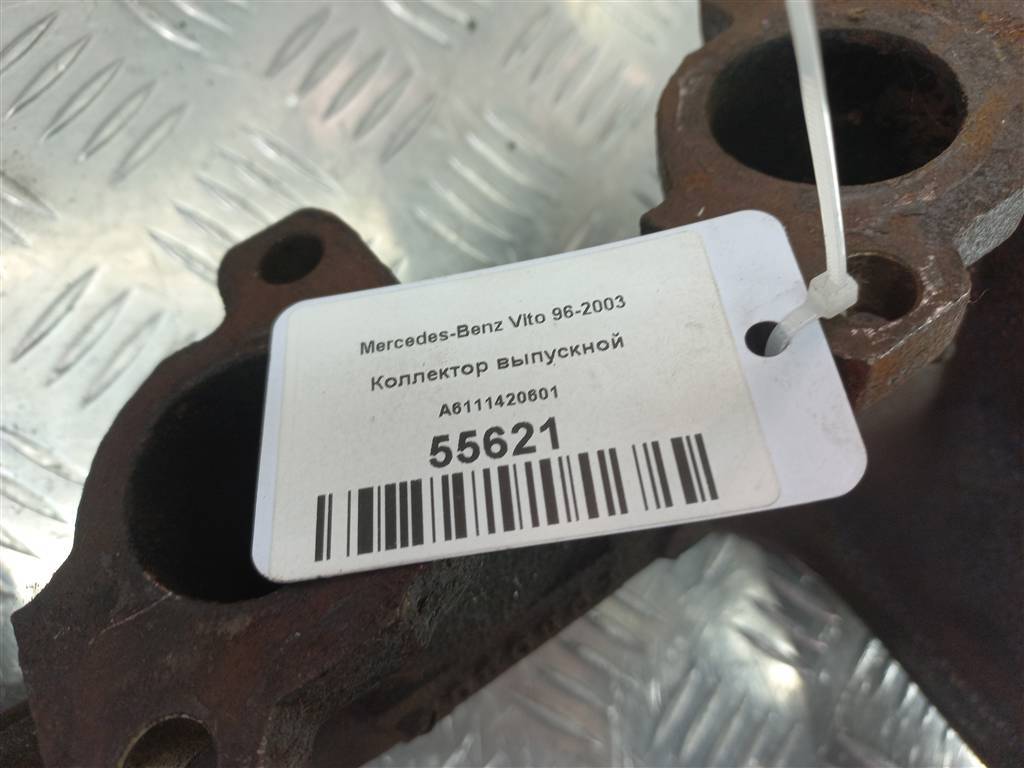 Mercedes-Benz Vito 96-2003
Коллектор выпускной
A6111420601
55621